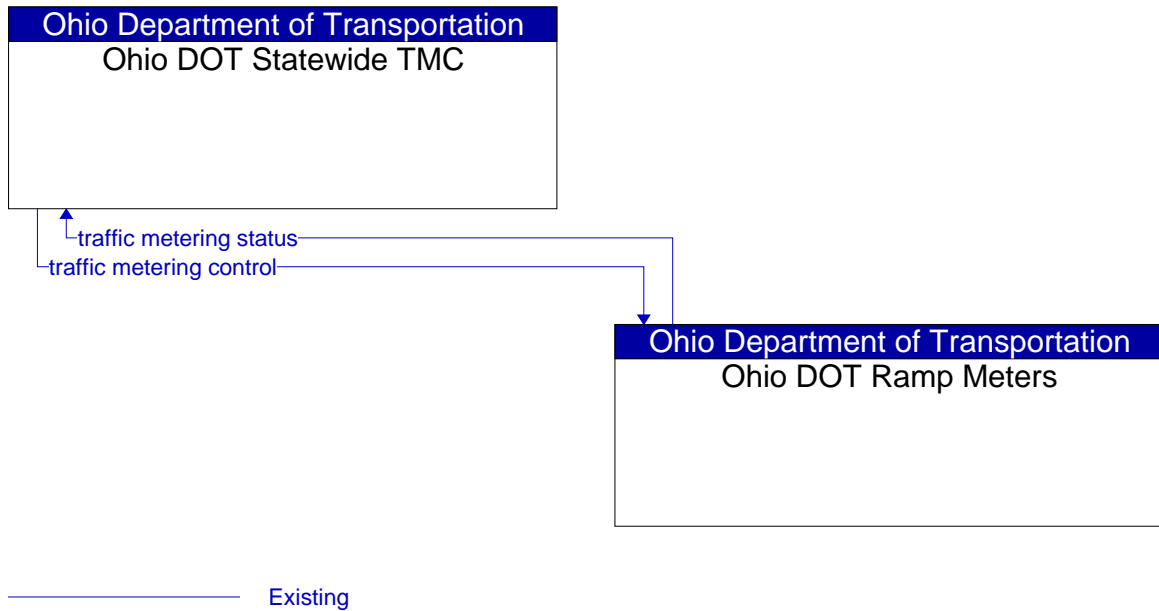 Ohio Department of Transportation
Ohio DOT Statewide TMC
traffic metering status
traffic metering control
Ohio Department of Transportation
Ohio DOT Ramp Meters
Existing